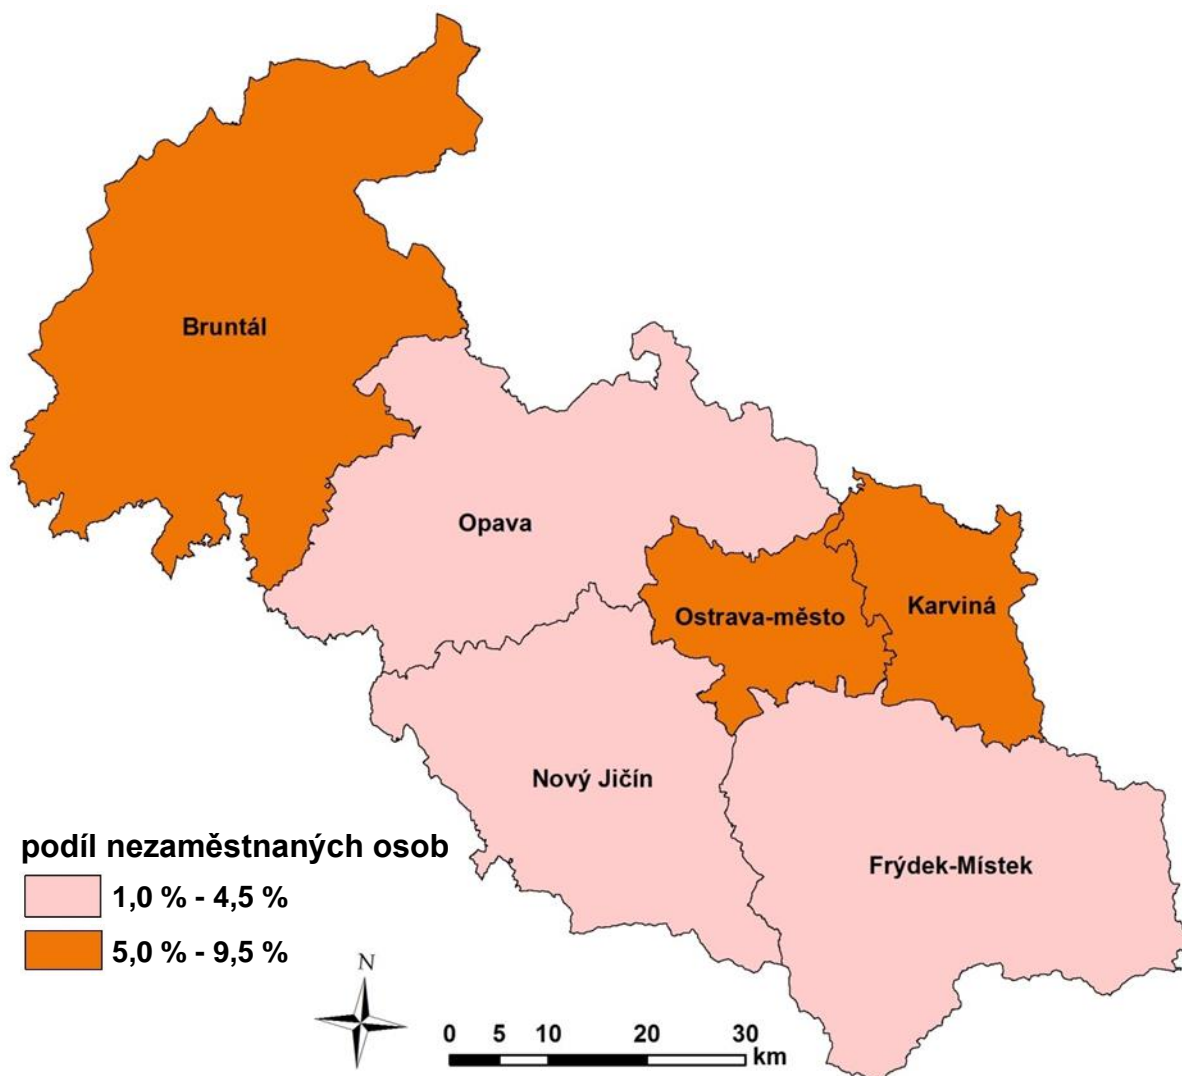 Bruntál
Opava
Ostrava-město
Karviná
Nový Jičín
Frýdek-Místek
podíl nezaměstnaných osob
1,0 % - 4,5 %
5,0 % - 9,5 %
N
0 5 10 20 30
km